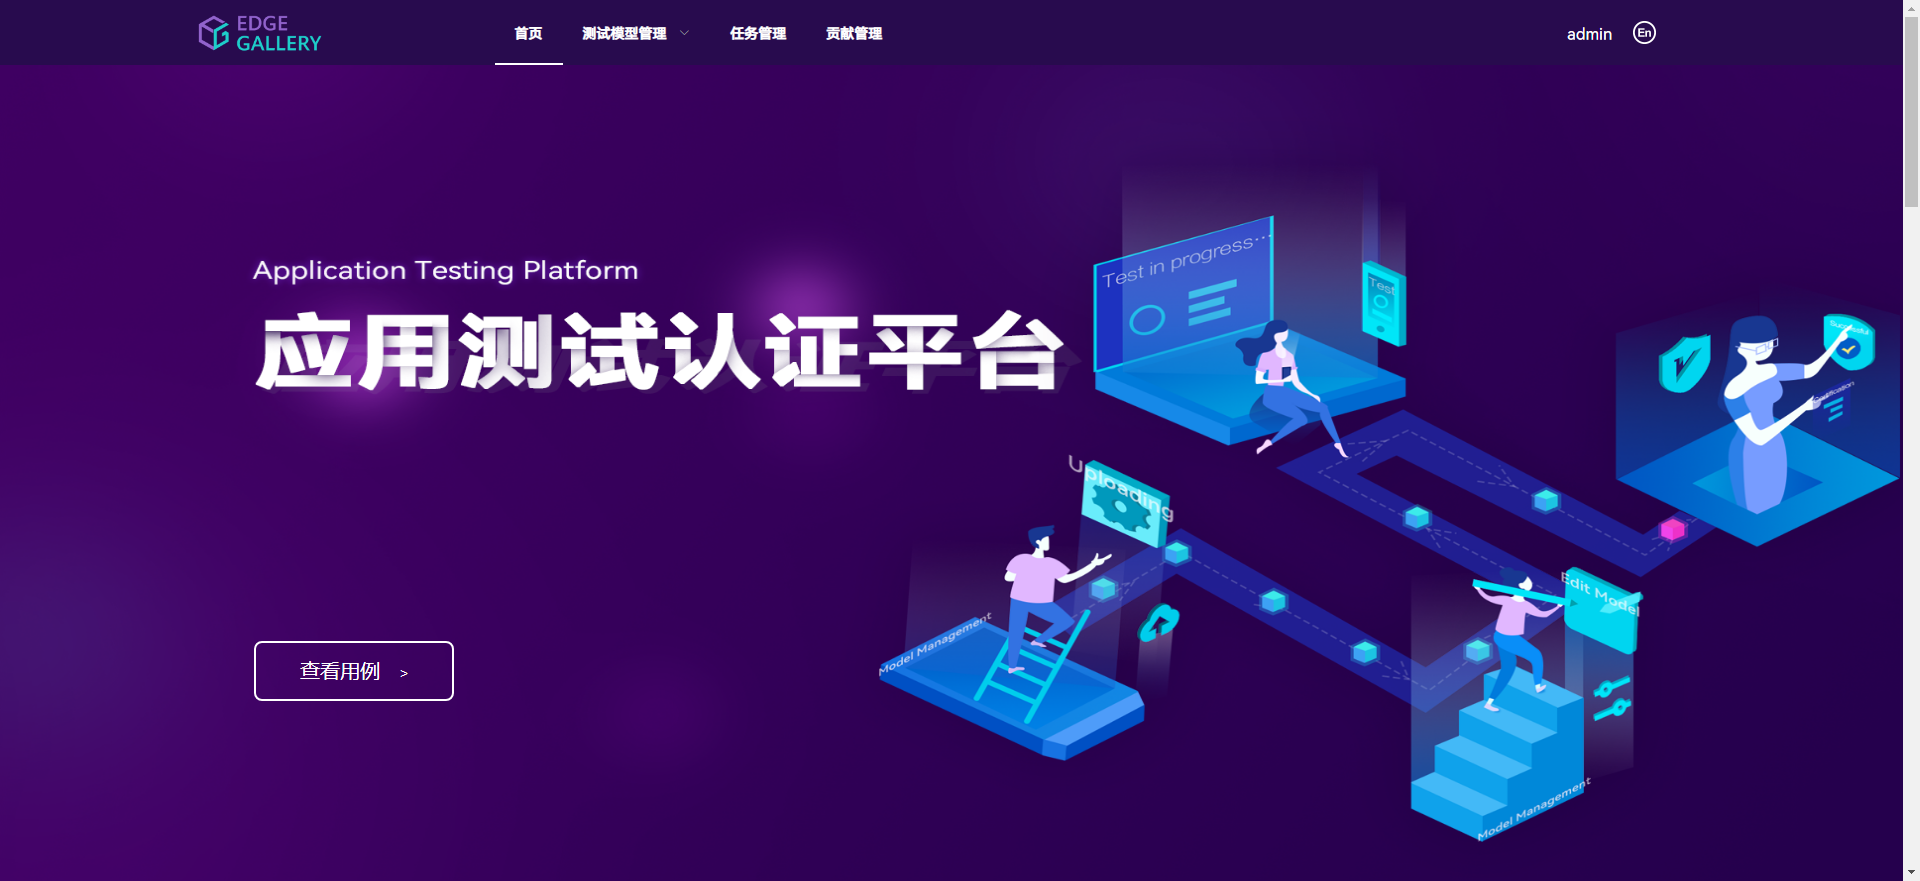 EDGE
GALLERY
首页
测试模型管理
任务管理
贡献管理
admin
En
Application Testing Platform
应用测试认证平台
查看用例 >
Test in progress...
Test
Successful
Certification
Uploading
Edit Model
Model Management
Model Management